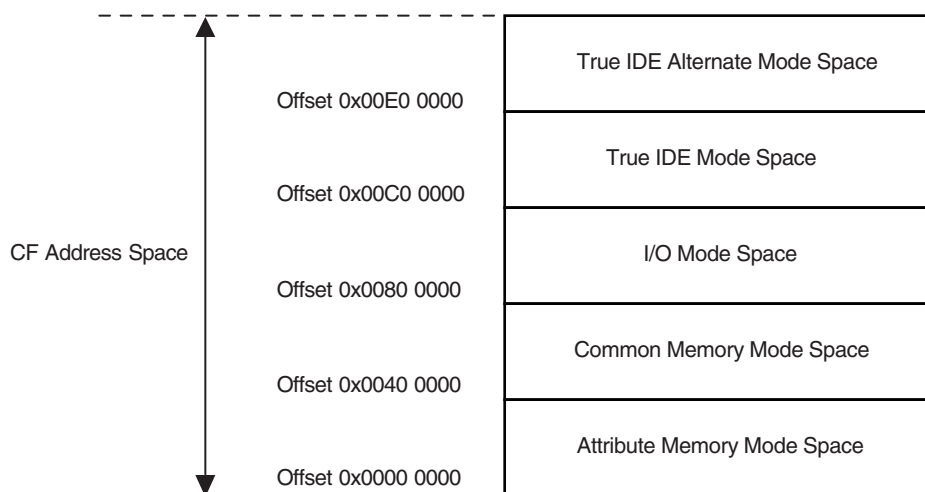 True IDE Alternate Mode Space
Offset 0x00E0 0000
True IDE Mode Space
Offset 0x00C0 0000
CF Address Space
I/O Mode Space
Offset 0x0080 0000
Common Memory Mode Space
Offset 0x0040 0000
Attribute Memory Mode Space
Offset 0x0000 0000